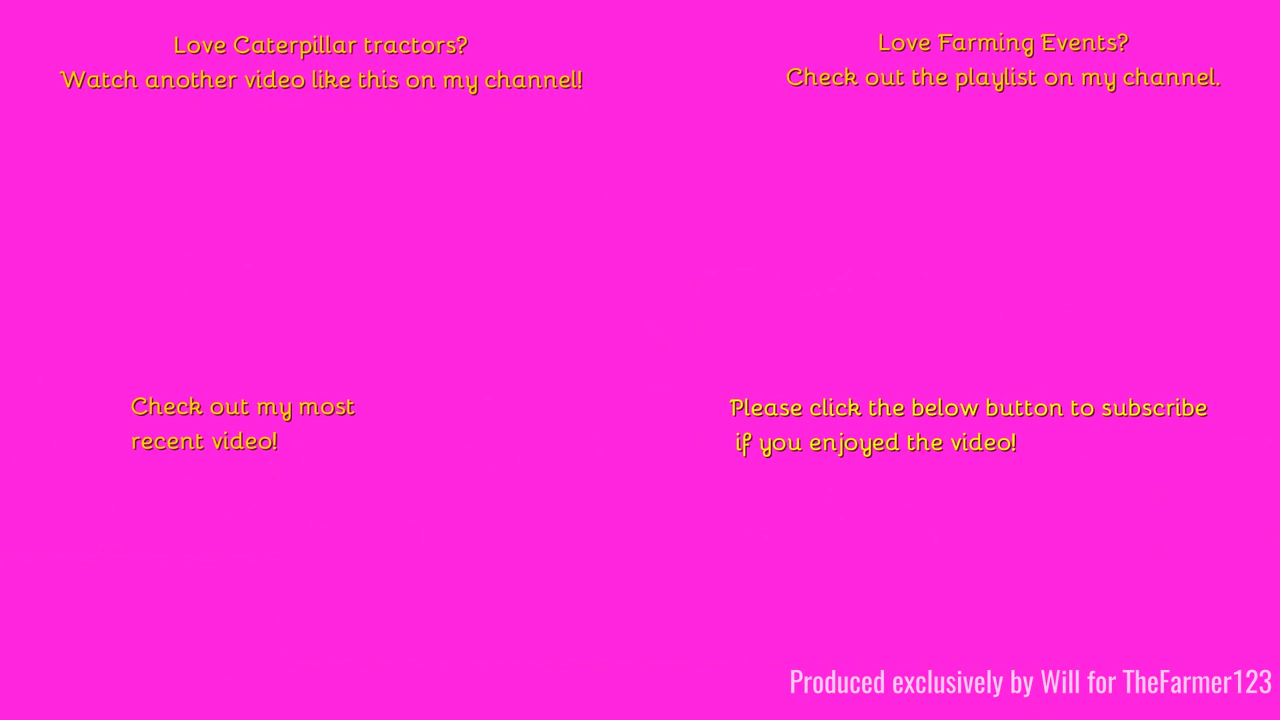 Love Caterpillar tractors?
Watch another video like this on my channel!
Love Farming Events?
Check out the playlist on my channel.
Check out my most
recent video!
Please click the below button to subscribe
if you enjoyed the video!
Produced exclusively by Will for TheFarmer123